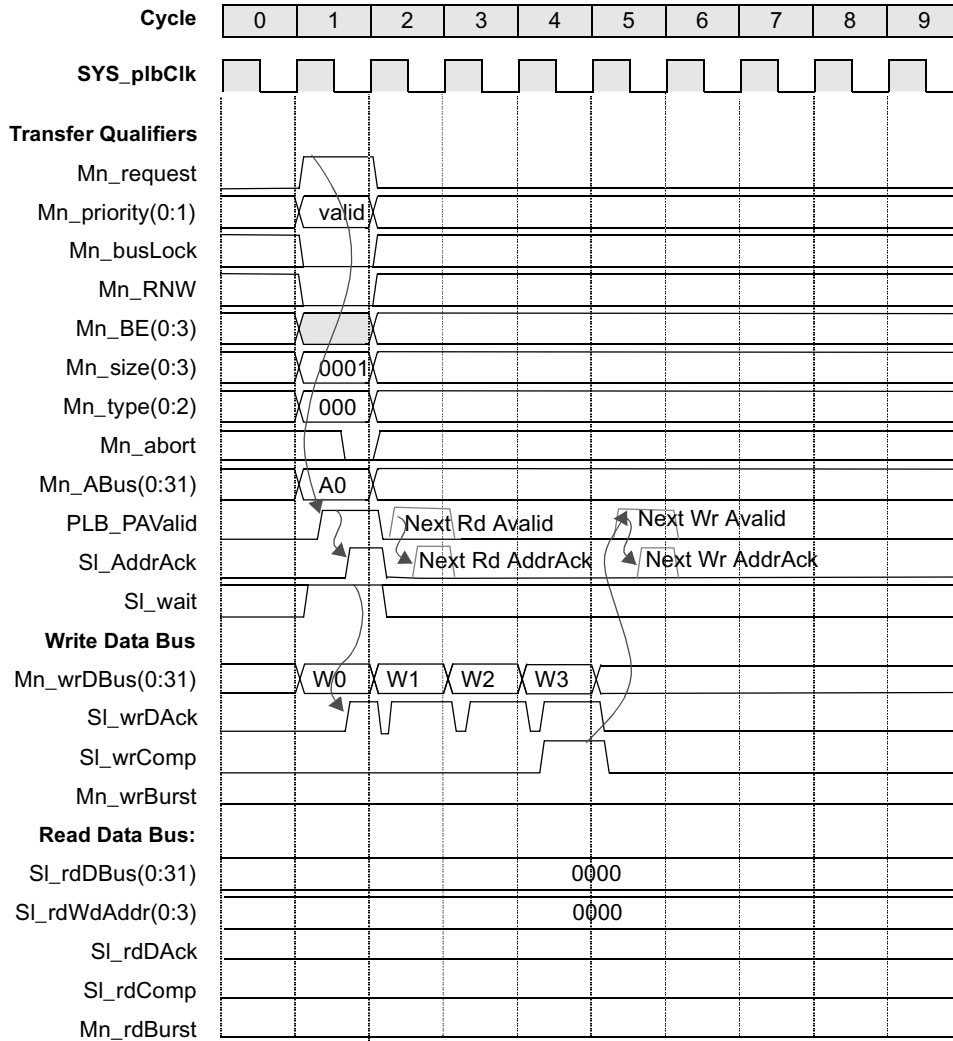 Cycle 0 1 2 3 4 5 6 7 8 9
SYS_plbClk
Transfer Qualifiers
Mn_request
Mn_priority(0:1) valid
Mn_busLock
Mn_RNW
Mn_BE(0:3)
Mn_size(0:3) 0001
Mn_type(0:2) 000
Mn_abort
Mn_ABus(0:31) A0
PLB_PAValid Next Rd Avalid Next Wr Avalid
Sl_AddrAck Next Rd AddrAck Next Wr AddrAck
Sl_wait
Write Data Bus
Mn_wrDBus(0:31) W0 W1 W2 W3
Sl_wrDAck
Sl_wrComp
Mn_wrBurst
Read Data Bus:
Sl_rdDBus(0:31) 0000
Sl_rdWdAddr(0:3) 0000
Sl_rdDAck
Sl_rdComp
Mn_rdBurst